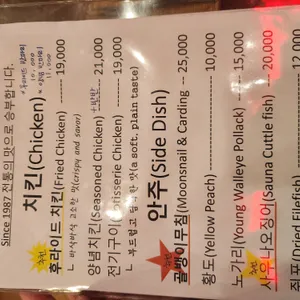 Since 1987 전통의 맛으로 승부합니다.
치킨(Chicken)
후라이드 치킨(Fried Chicken) ----- 19,000
ㄴ 바삭바삭 고소한 맛(crispy and savor)
양념치킨(Seasoned Chicken) ----- 21,000
전기구이(Rotisserie Chicken) ----- 19,000
ㄴ 부드럽고 담백한 맛(a soft, plain taste)
안주(Side Dish)
추천
골뱅이무침(Moonsnail & Carding ----- 25,000
황도(Yellow Peach) ----- 10,000
노가리(Young Walleye Pollack) ----- 15,000
추천
사우나오징어(Sauna Cuttle fish) ----- 20,000
쥐포(Dried Filefish) ----- 12,000